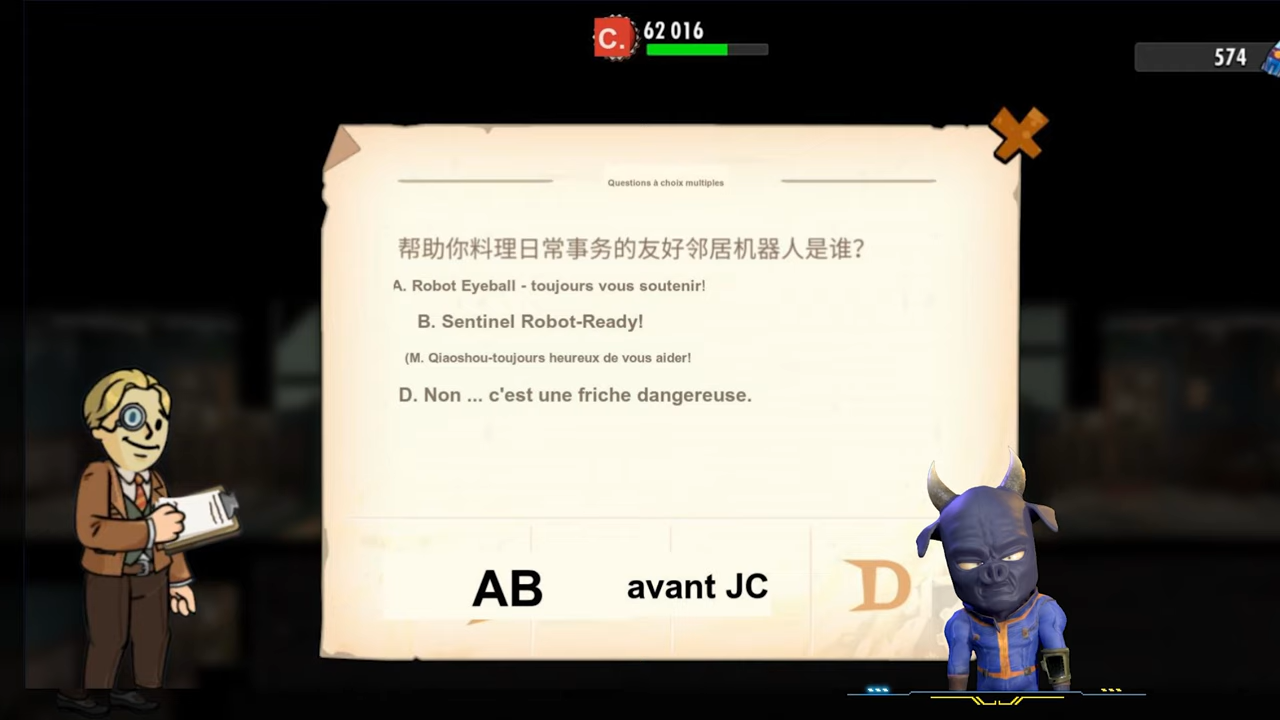 C. 62 016
574
Questions à choix multiples
帮助你料理日常事务的友好邻居机器人是谁?
A. Robot Eyeball - toujours vous soutenir!
B. Sentinel Robot-Ready!
(M. Qiaoshou-toujours heureux de vous aider!
D. Non ... c'est une friche dangereuse.
AB avant JC D